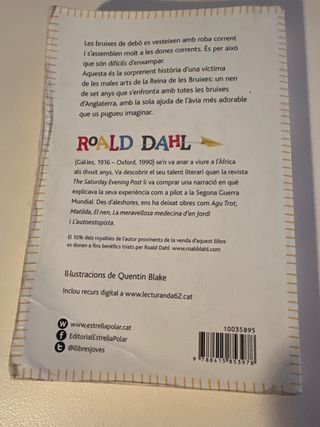 Les bruixes de debò es vesteixen amb roba corrent
i s'assemblen molt a les dones corrents. És per això
que són difícils d'enxampar.
Aquesta és la sorprenent història d'una víctima
de les males arts de la Reina de les Bruixes: un nen
de set anys que s'enfronta amb totes les bruixes
d'Anglaterra, amb la sola ajuda de l'àvia més adorable
que us pugueu imaginar.
ROALD DAHL
(Gal·les, 1916 – Oxford, 1990) se'n va anar a viure a l'Àfrica
als divuit anys. Va descobrir el seu talent literari quan la revista
The Saturday Evening Post li va comprar una narració en què
explicava la seva experiència com a pilot a la Segona Guerra
Mundial. Des d'aleshores, ens ha deixat obres com Agu Trot,
Matilda, El nen, La meravellosa medecina d'en Jordi
i L'autoestopista.
El 10% dels royalties de l'autor provinents de la venda d'aquest llibre
es donen a fins benèfics triats per Roald Dahl. www.roalddahl.com
Il·lustracions de Quentin Blake
Inclou recurs digital a www.lecturanda62.cat
www.estrellapolar.cat
EditorialEstrellaPolar
@llibresjoves
10035895
9 788415 853978